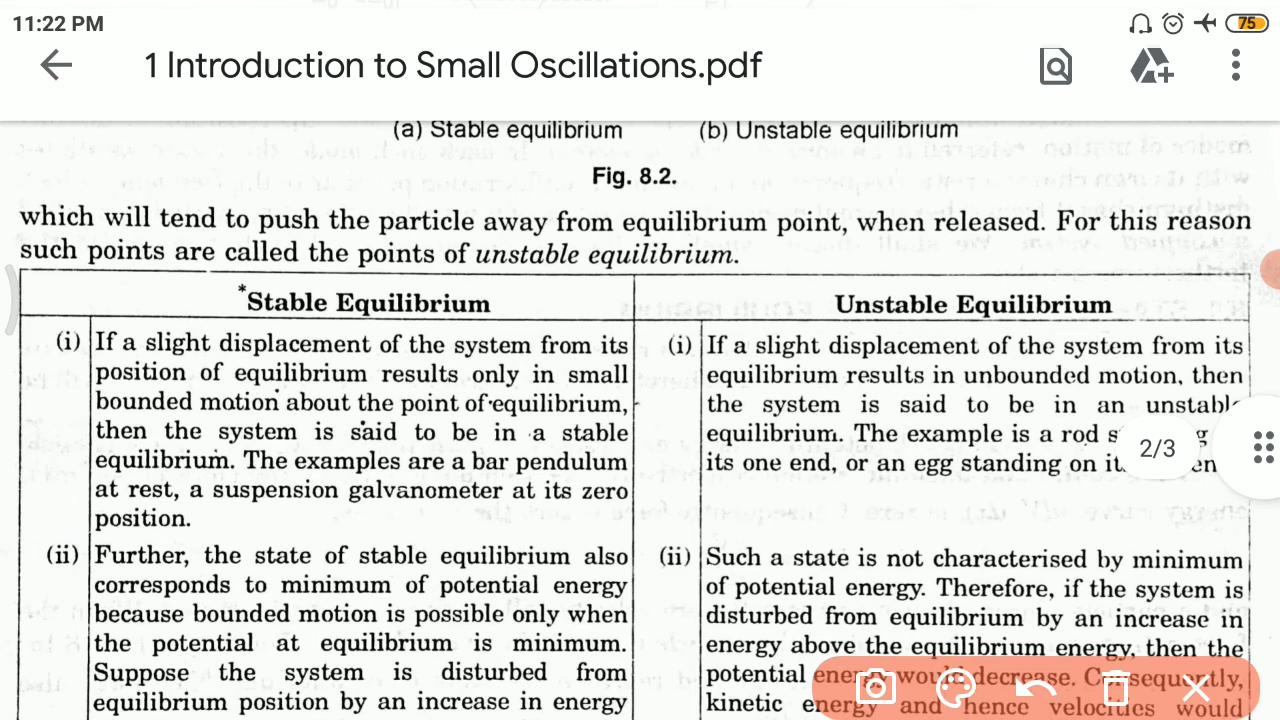 11:22 PM
75
1 Introduction to Small Oscillations.pdf
(a) Stable equilibrium (b) Unstable equilibrium
Fig. 8.2.
which will tend to push the particle away from equilibrium point, when released. For this reason
such points are called the points of unstable equilibrium.
*Stable Equilibrium
(i) If a slight displacement of the system from its
position of equilibrium results only in small
bounded motion about the point of equilibrium,
then the system is said to be in a stable
equilibrium. The examples are a bar pendulum
at rest, a suspension galvanometer at its zero
position.
(ii) Further, the state of stable equilibrium also
corresponds to minimum of potential energy
because bounded motion is possible only when
the potential at equilibrium is minimum.
Suppose the system is disturbed from
equilibrium position by an increase in energy
Unstable Equilibrium
(i) If a slight displacement of the system from its
equilibrium results in unbounded motion, then
the system is said to be in an unstable
equilibrium. The example is a rod
its one end, or an egg standing on
2/3
(ii) Such a state is not characterised by minimum
of potential energy. Therefore, if the system is
disturbed from equilibrium by an increase in
energy above the equilibrium energy, then the
potential energy would decrease. Consequently,
kinetic energy and hence velocities would